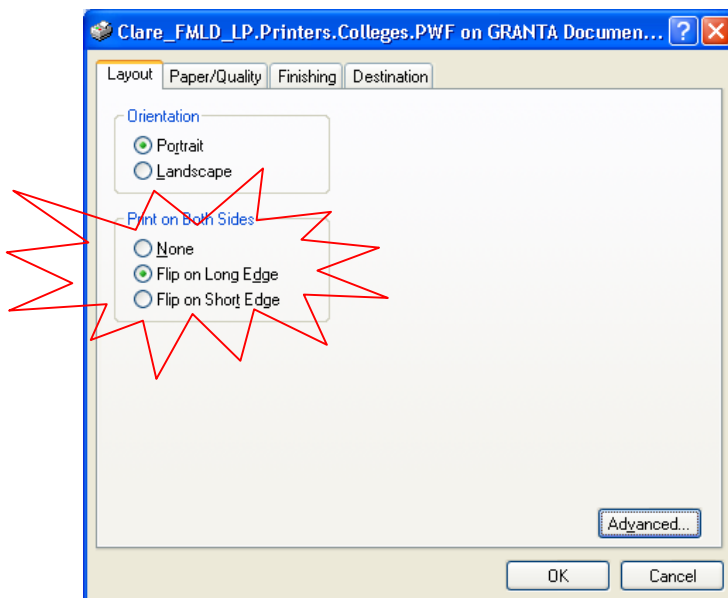 Clare_FMLD_LP.Printers.Colleges.PWF on GRANTA Documen...
Layout Paper/Quality Finishing Destination
Orientation
Portrait
Landscape
Print on Both Sides
None
Flip on Long Edge
Flip on Short Edge
Advanced...
OK Cancel